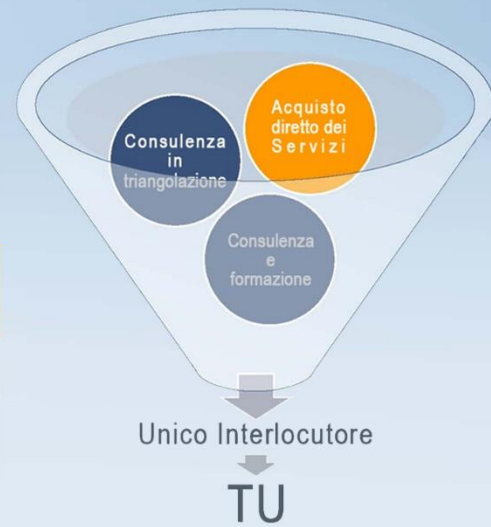 Acquisto
diretto dei
Servizi
Consulenza
in
triangolazione
Consulenza
e
formazione
Unico Interlocutore
TU